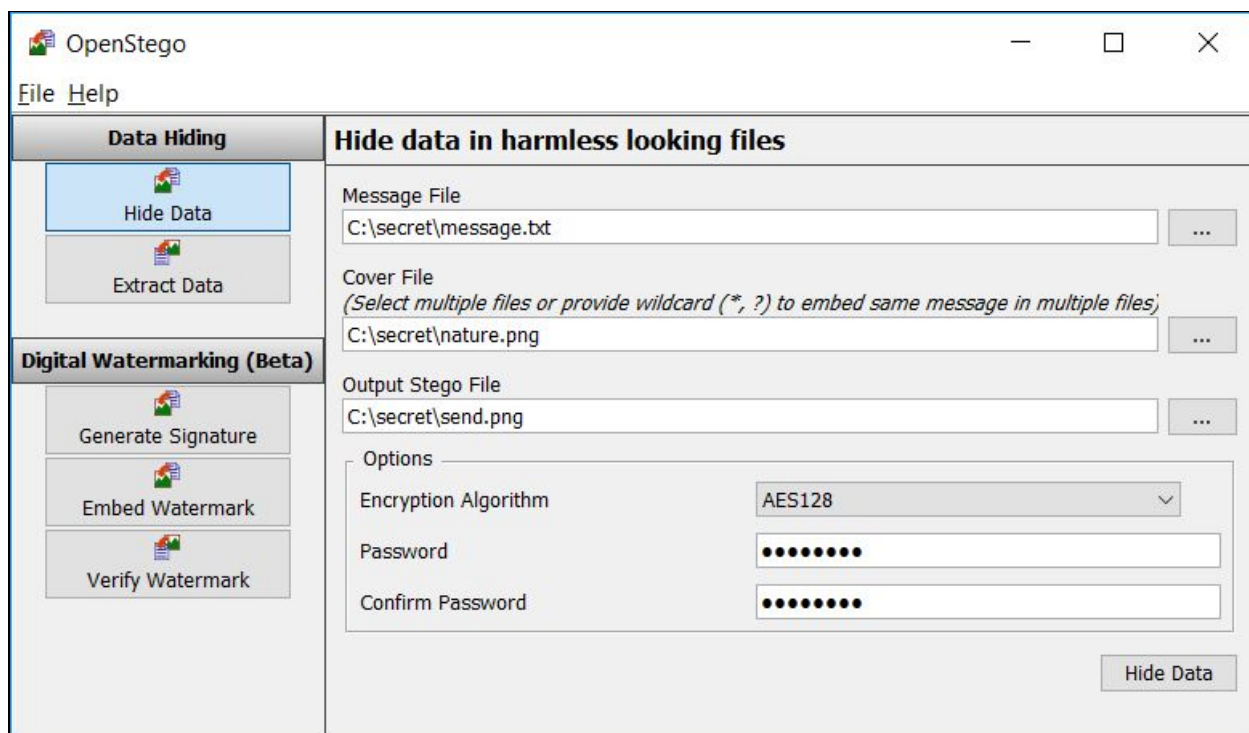 OpenStego
File Help
Data Hiding
Hide Data
Extract Data
Digital Watermarking (Beta)
Generate Signature
Embed Watermark
Verify Watermark
Hide data in harmless looking files
Message File
C:\secret\message.txt
...
Cover File
(Select multiple files or provide wildcard (*, ?) to embed same message in multiple files)
C:\secret\nature.png
...
Output Stego File
C:\secret\send.png
...
Options
Encryption Algorithm AES128
Password ●●●●●●●●
Confirm Password ●●●●●●●●
Hide Data